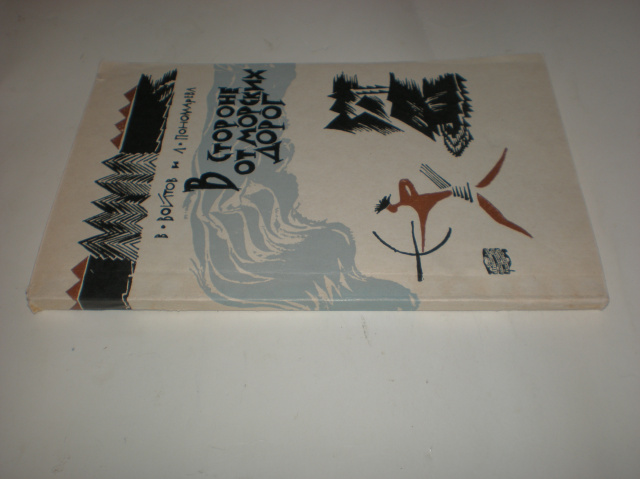 В. ВОЙТОВ И Л. ПОНОМАРЕВА
В СТОРОНЕ
ОТ МОРСКИХ
ДОРОГ